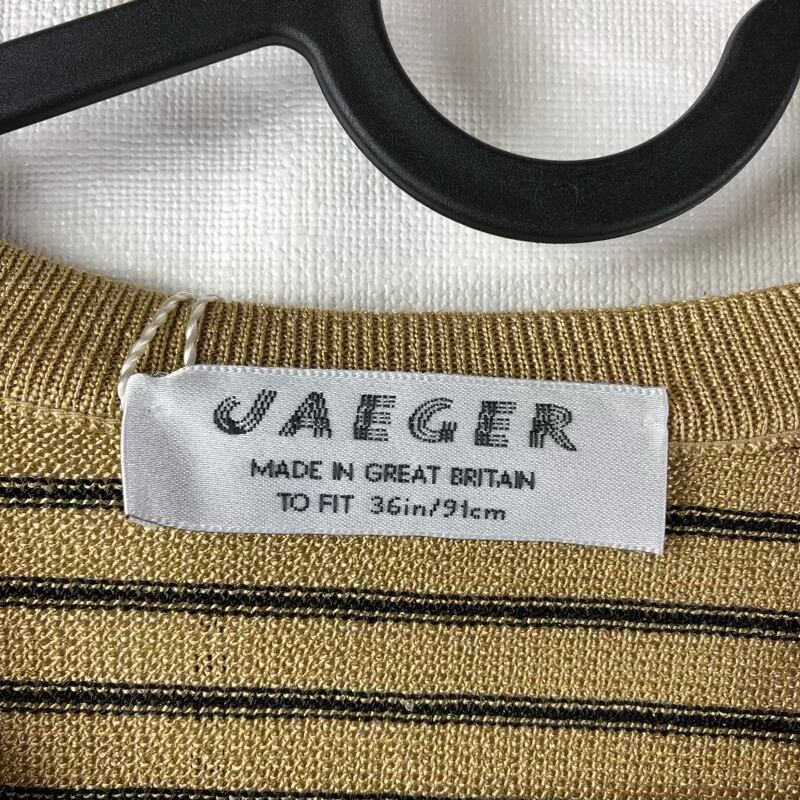 JAEGER
MADE IN GREAT BRITAIN
TO FIT 36in/91cm